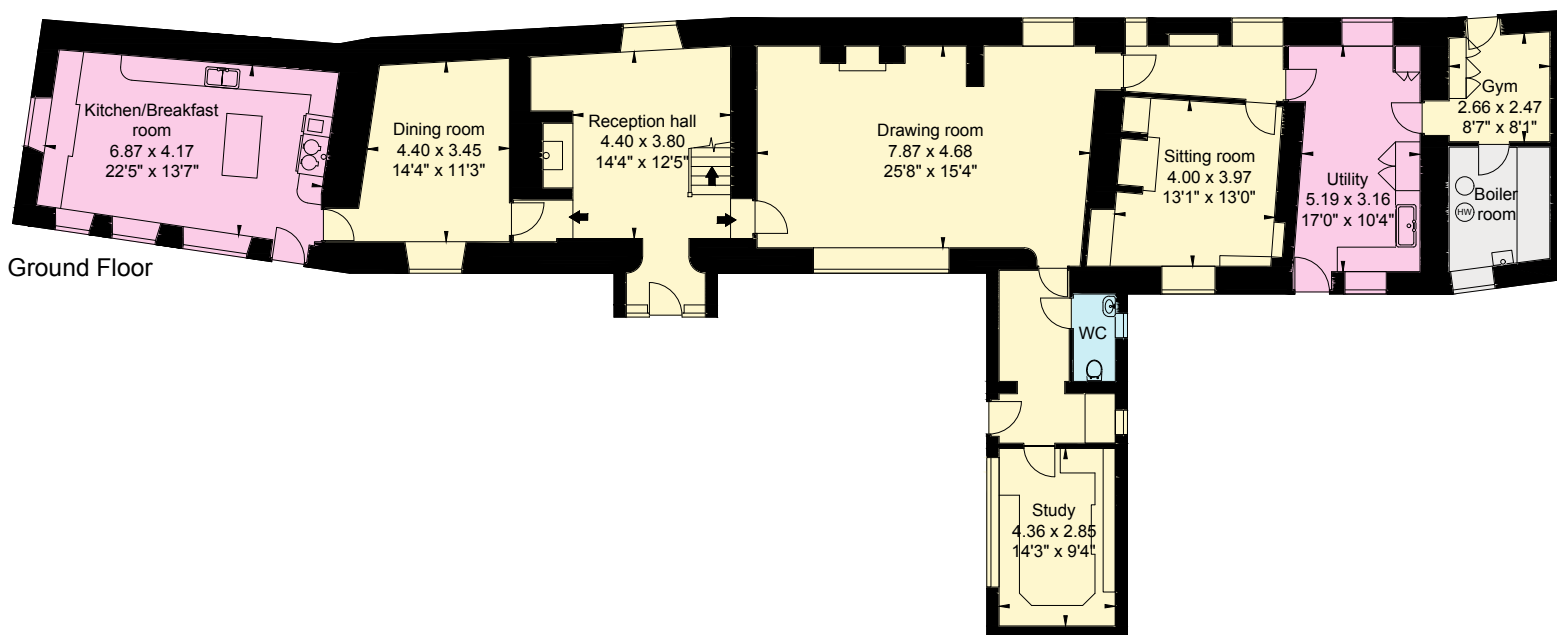 Kitchen/Breakfast
room
6.87 x 4.17
22'5" x 13'7"
Dining room
4.40 x 3.45
14'4" x 11'3"
Reception hall
4.40 x 3.80
14'4" x 12'5"
Drawing room
7.87 x 4.68
25'8" x 15'4"
Sitting room
4.00 x 3.97
13'1" x 13'0"
Utility
5.19 x 3.16
17'0" x 10'4"
Gym
2.66 x 2.47
8'7" x 8'1"
Boiler
room
HW
Ground Floor
WC
Study
4.36 x 2.85
14'3" x 9'4"